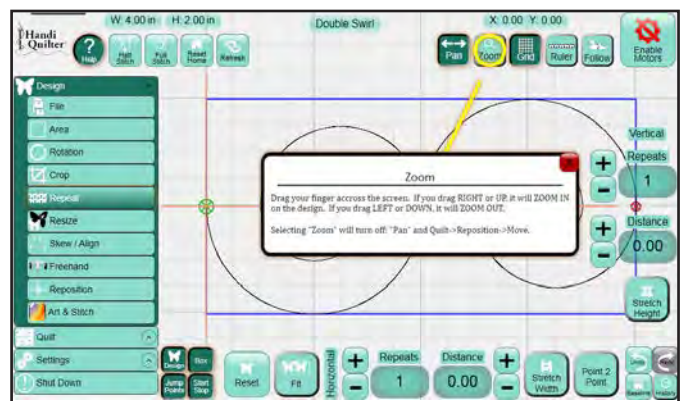 W: 4.00 in H: 2.00 in Double Swirl X: 0.00 Y: 0.00
Handi Quilter
?
Help
Half Stitch
Full Stitch
Reset Home
Refresh
Pan
Zoom
Grid
Ruler
Follow
Enable Motors
Design
File
Area
Rotation
Crop
Repeat
Resize
Skew / Align
Freehand
Reposition
Art & Stitch
Quilt
Settings
Shut Down
Zoom
X
Drag your finger accross the screen. If you drag RIGHT or UP, it will ZOOM IN
on the design. If you drag LEFT or DOWN, it will ZOOM OUT.
Selecting "Zoom" will turn off: "Pan" and Quilt->Reposition->Move.
Vertical
+ Repeats
- 1
+ Distance
- 0.00
Stretch Height
Design
Box
Jump Points
Start Stop
Reset
Fit
Horizontal
+ Repeats
- 1
Distance +
0.00 -
Stretch Width
Point 2 Point
Undo
Baseline
History